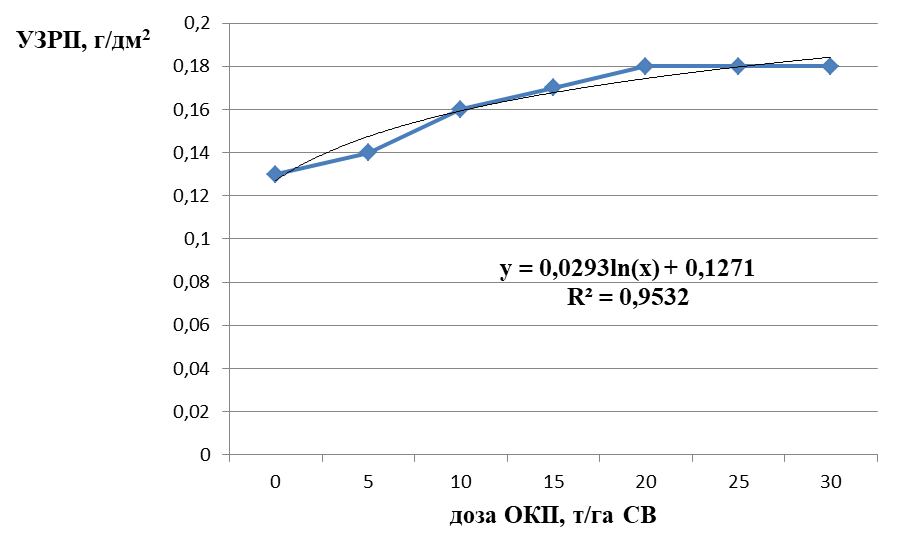 УЗРП, г/дм²
0,2
0,18
0,16
0,14
0,12
0,1
0,08
0,06
0,04
0,02
0
y = 0,0293ln(x) + 0,1271
R² = 0,9532
0 5 10 15 20 25 30
доза ОКП, т/га СВ